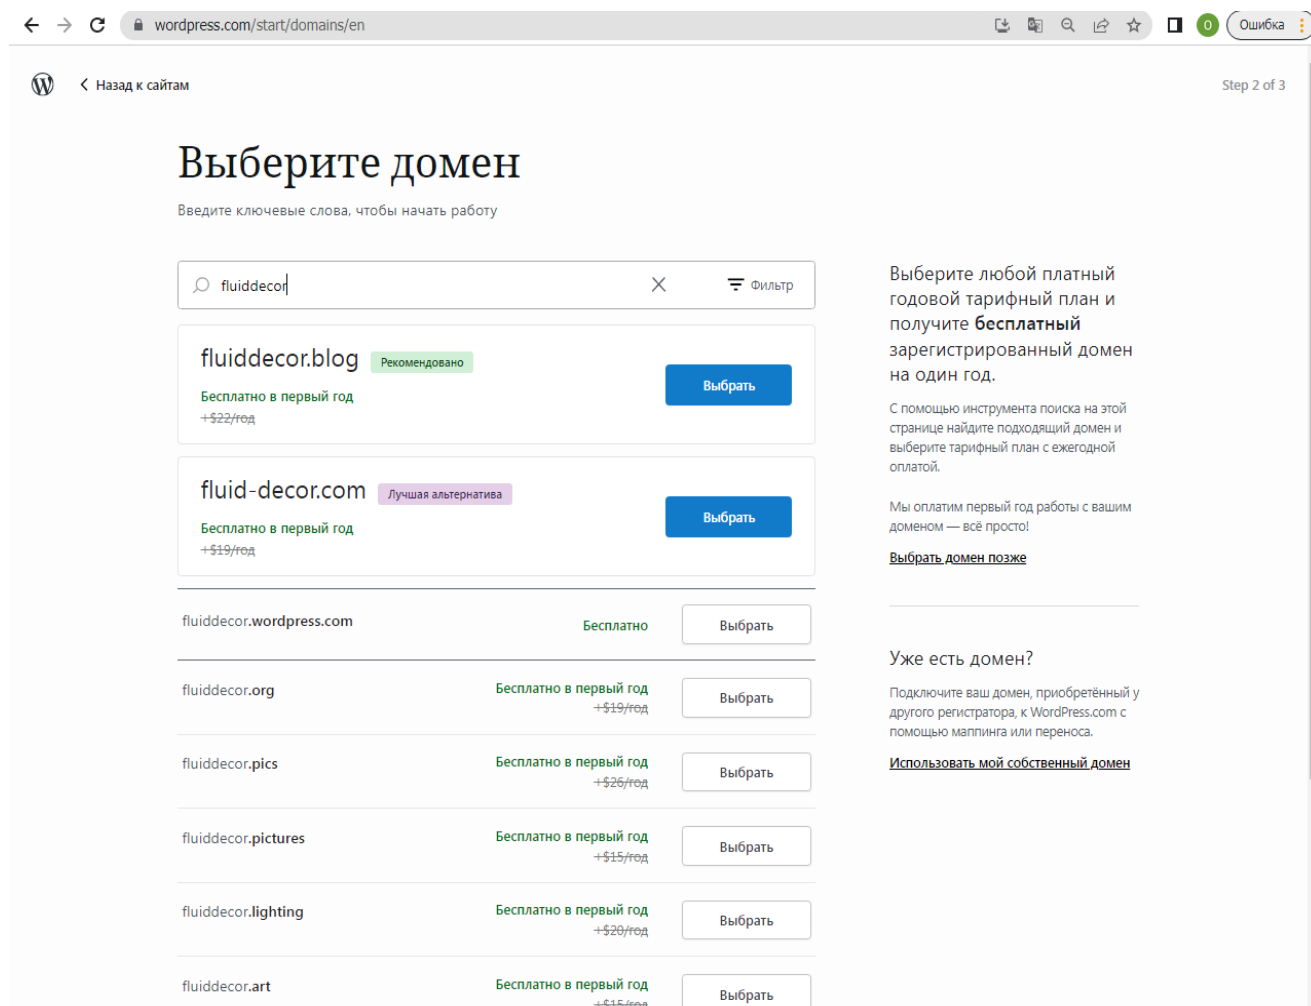 wordpress.com/start/domains/en
Ошибка
Назад к сайтам
Step 2 of 3
Выберите домен
Введите ключевые слова, чтобы начать работу
fluiddecor
Фильтр
fluiddecor.blog Рекомендовано
Бесплатно в первый год
+$22/год
Выбрать
fluid-decor.com Лучшая альтернатива
Бесплатно в первый год
+$19/год
Выбрать
fluiddecor.wordpress.com
Бесплатно
Выбрать
fluiddecor.org
Бесплатно в первый год
+$19/год
Выбрать
fluiddecor.pics
Бесплатно в первый год
+$26/год
Выбрать
fluiddecor.pictures
Бесплатно в первый год
+$15/год
Выбрать
fluiddecor.lighting
Бесплатно в первый год
+$20/год
Выбрать
fluiddecor.art
Бесплатно в первый год
+$15/год
Выбрать
Выберите любой платный
годовой тарифный план и
получите бесплатный
зарегистрированный домен
на один год.
С помощью инструмента поиска на этой
странице найдите подходящий домен и
выберите тарифный план с ежегодной
оплатой.
Мы оплатим первый год работы с вашим
доменом — всё просто!
Выбрать домен позже
Уже есть домен?
Подключите ваш домен, приобретённый у
другого регистратора, к WordPress.com с
помощью маппинга или переноса.
Использовать мой собственный домен